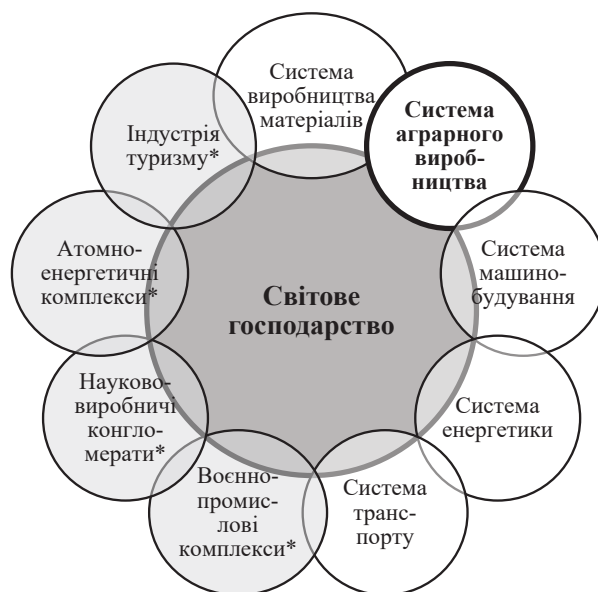 Система
виробництва
матеріалів
Система
аграрного
вироб-
ництва
Система
машино-
будування
Система
енергетики
Система
транс-
порту
Воєнно-
промис-
лові
комплекси*
Науково-
виробничі
конгло-
мерати*
Атомно-
енергетичні
комплекси*
Індустрія
туризму*
Світове
господарство